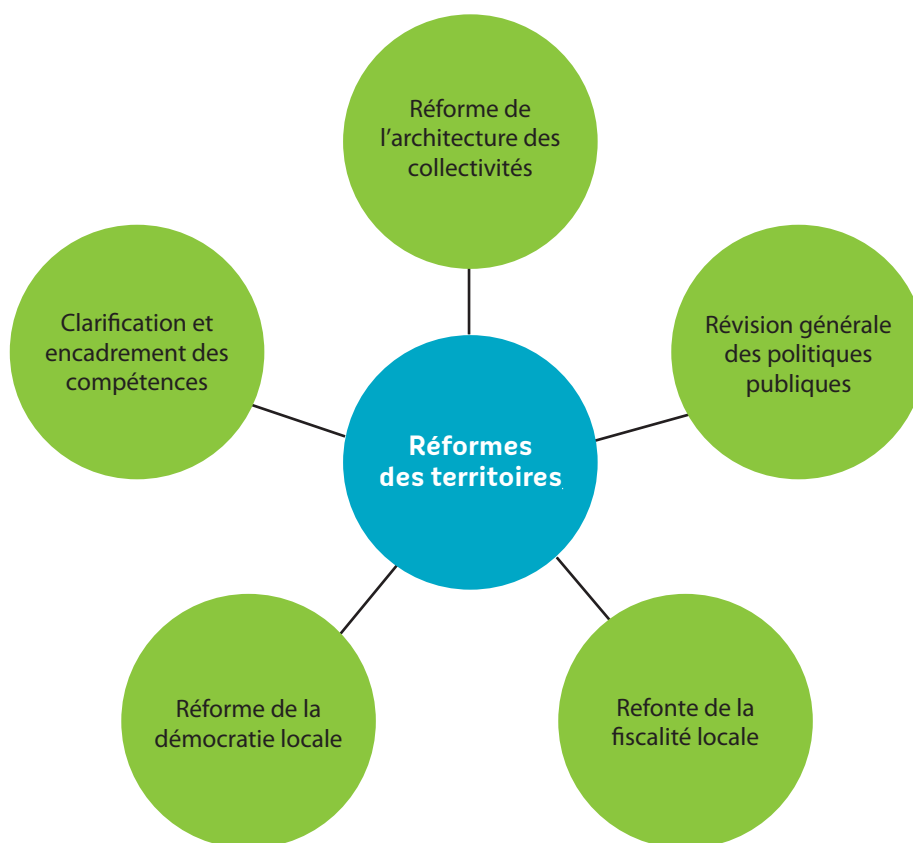 Réforme de
l'architecture des
collectivités
Clarification et
encadrement des
compétences
Révision générale
des politiques
publiques
Réformes
des territoires
Réforme de la
démocratie locale
Refonte de la
fiscalité locale